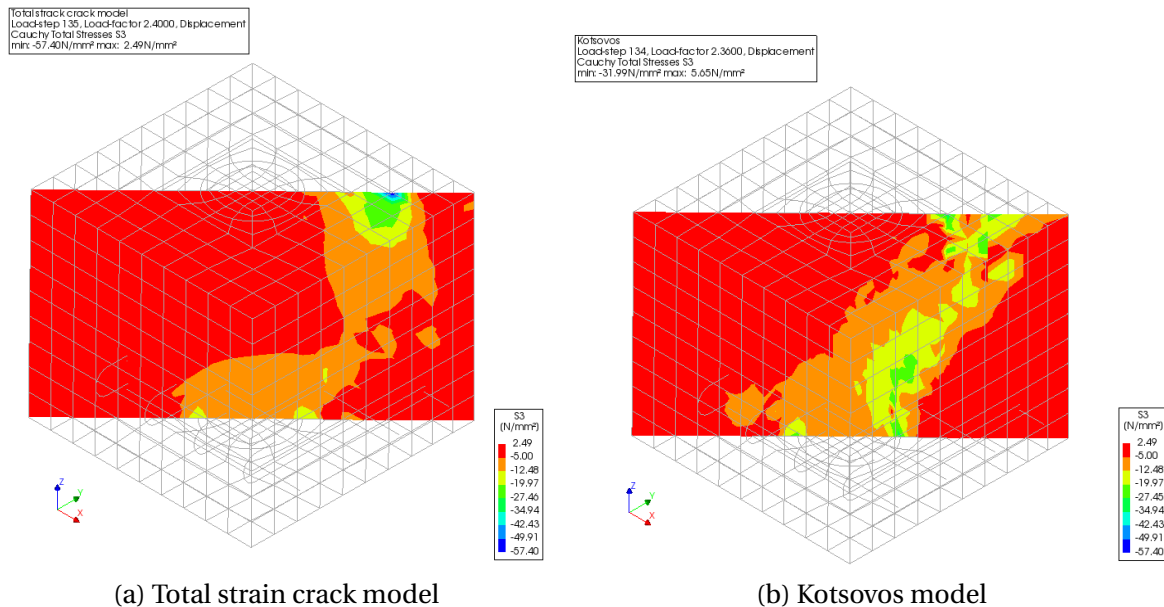 Total strack crack model
Load-step 135, Load-factor 2.4000, Displacement
Cauchy Total Stresses S3
min: -57.40N/mm² max: 2.49N/mm²
Kotsovos
Load-step 134, Load-factor 2.3600, Displacement
Cauchy Total Stresses S3
min: -31.99N/mm² max: 5.65N/mm²
S3
(N/mm²)
2.49
-5.00
-12.48
-19.97
-27.46
-34.94
-42.43
-49.91
-57.40
Z
Y
X
S3
(N/mm²)
2.49
-5.00
-12.48
-19.97
-27.45
-34.94
-42.43
-49.91
-57.40
Z
Y
X
(a) Total strain crack model
(b) Kotsovos model